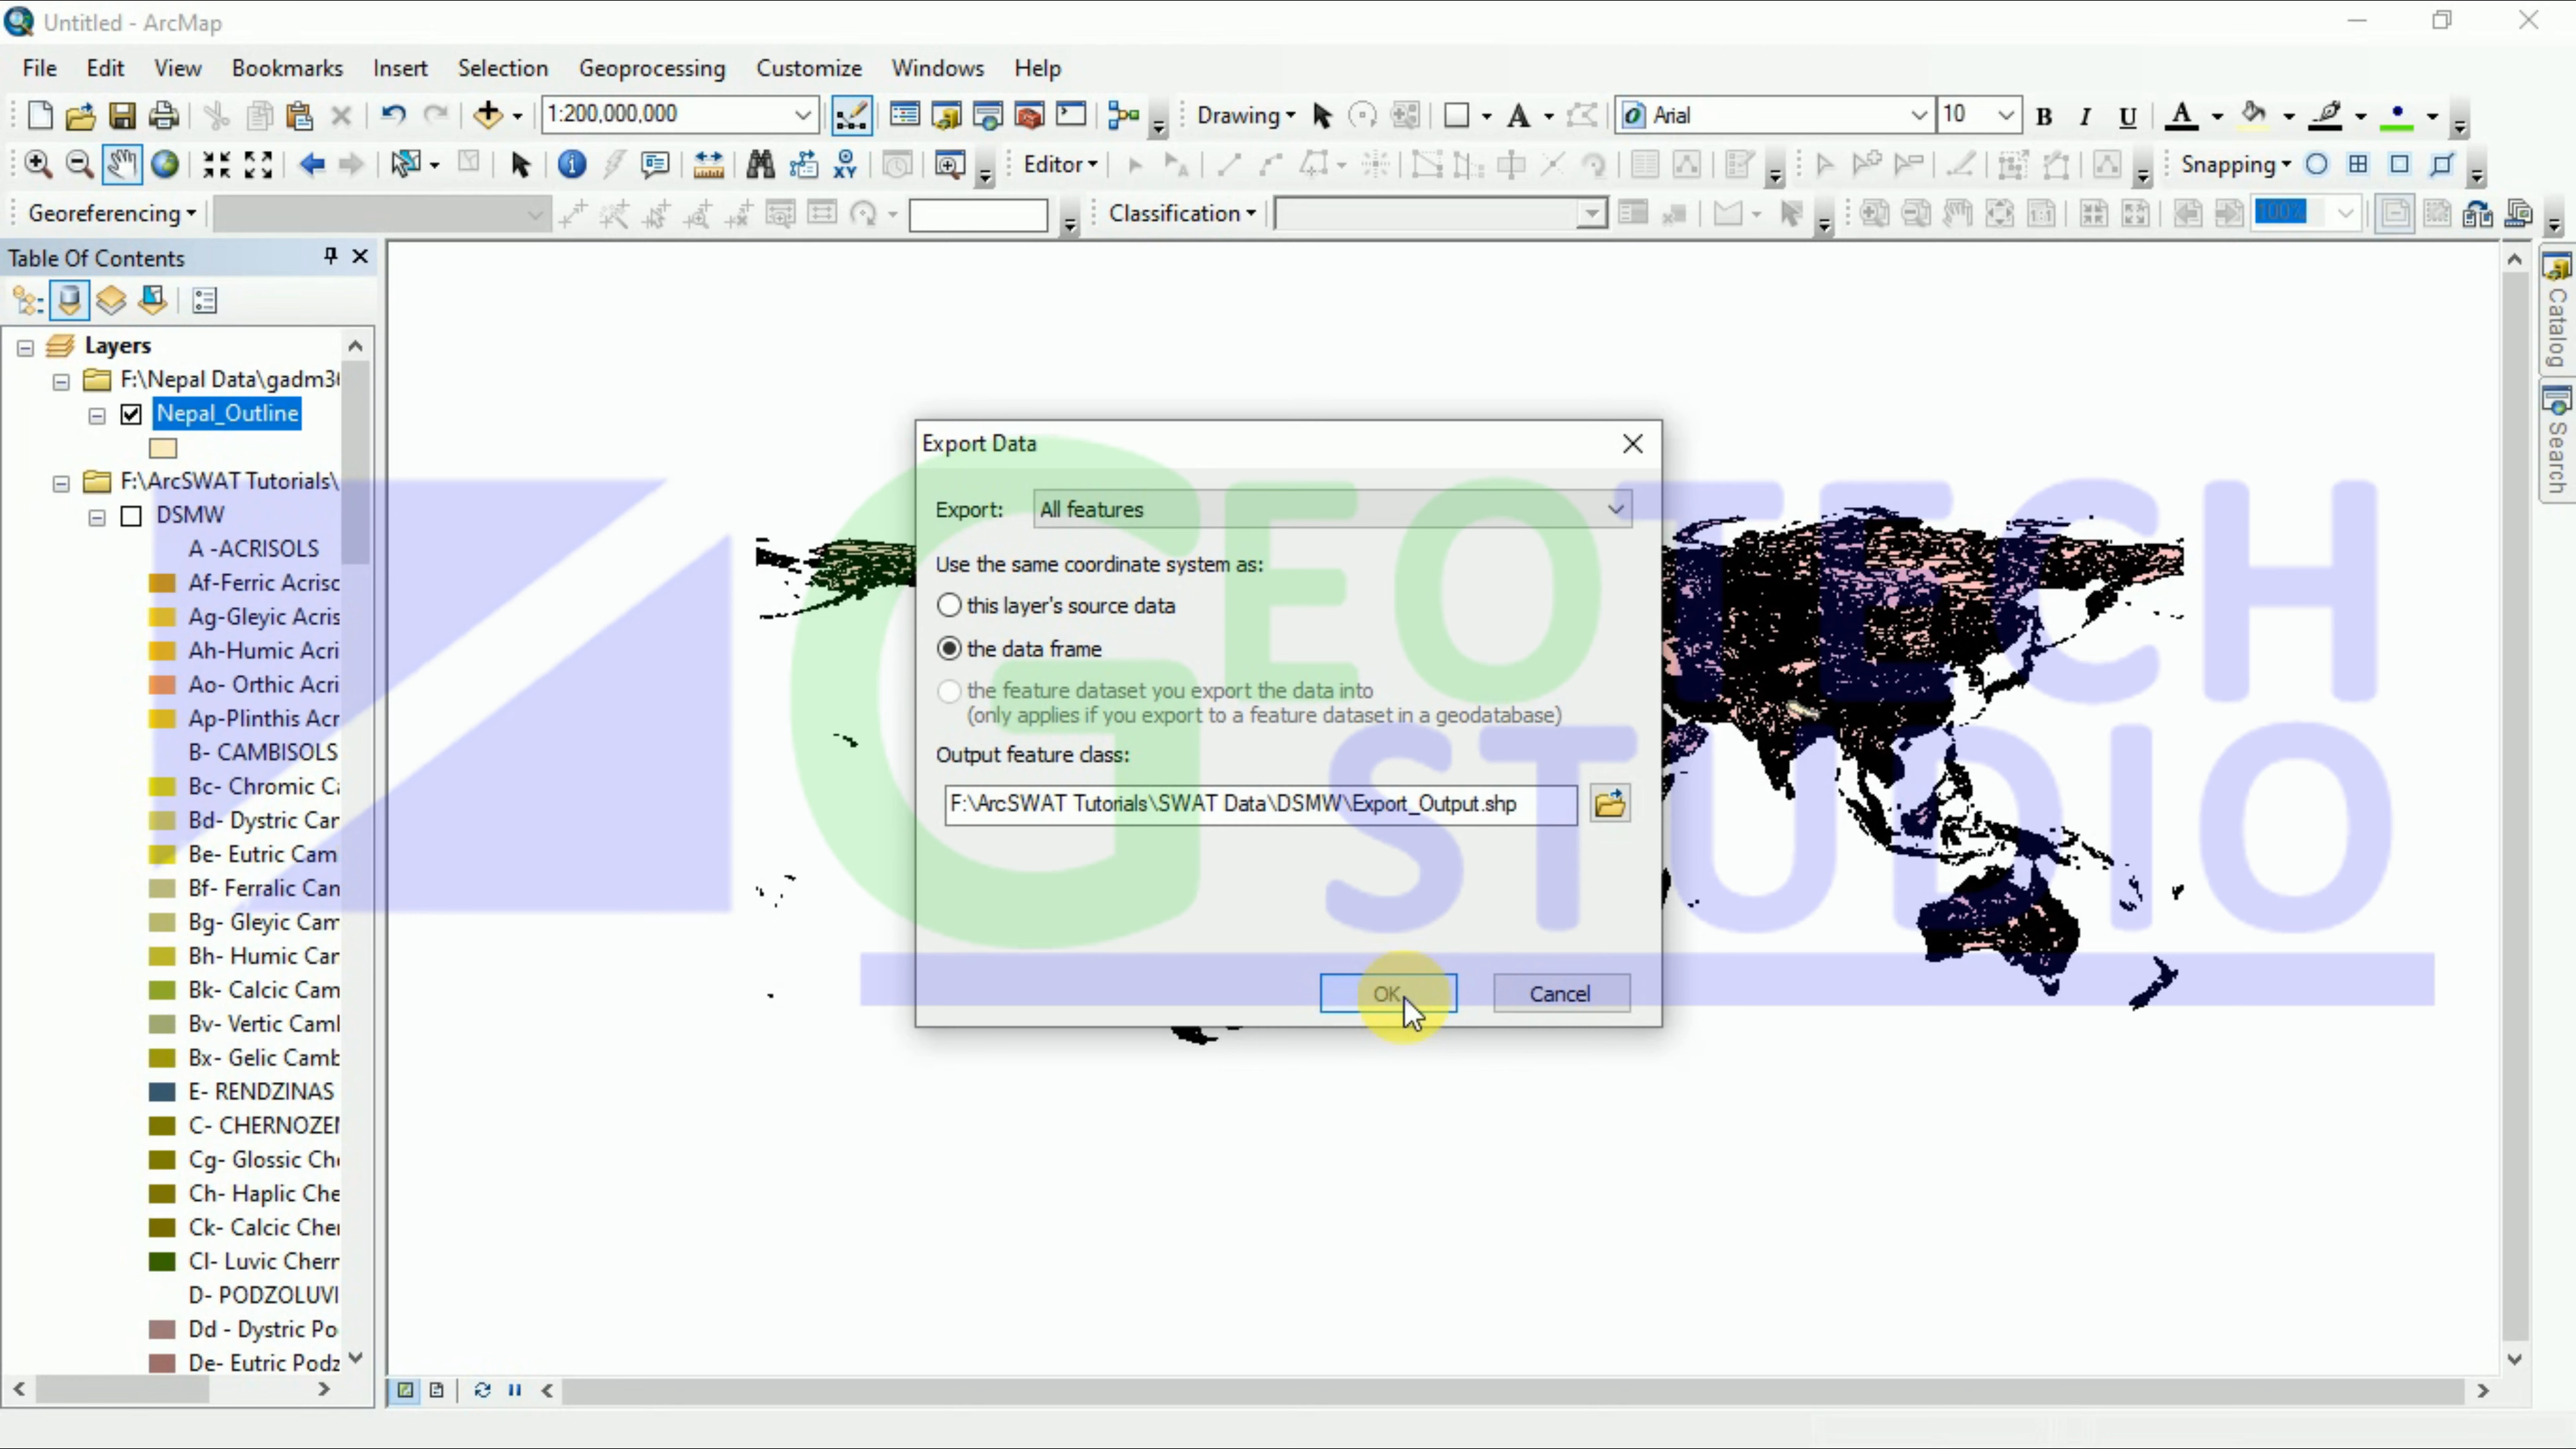 Untitled - ArcMap
File Edit View Bookmarks Insert Selection Geoprocessing Customize Windows Help
1:200,000,000 Drawing Arial 10 B I U A
Editor Snapping
Georeferencing Classification 100%
Table Of Contents
Layers
F:\Nepal Data\gadm3
Nepal_Outline
F:\ArcSWAT Tutorials\
DSMW
A -ACRISOLS
Af-Ferric Acrisc
Ag-Gleyic Acris
Ah-Humic Acri
Ao- Orthic Acri
Ap-Plinthis Acr
B- CAMBISOLS
Bc- Chromic Ca
Bd- Dystric Car
Be- Eutric Cam
Bf- Ferralic Can
Bg- Gleyic Cam
Bh- Humic Car
Bk- Calcic Cam
Bv- Vertic Caml
Bx- Gelic Camb
E- RENDZINAS
C- CHERNOZEI
Cg- Glossic Che
Ch- Haplic Che
Ck- Calcic Cher
Cl- Luvic Cherr
D- PODZOLUVI
Dd - Dystric Po
De- Eutric Podz
Export Data
Export: All features
Use the same coordinate system as:
this layer's source data
the data frame
the feature dataset you export the data into
(only applies if you export to a feature dataset in a geodatabase)
Output feature class:
F:\ArcSWAT Tutorials\SWAT Data\DSMW\Export_Output.shp
OK Cancel
GEOTECH
STUDIO
Catalog
Search